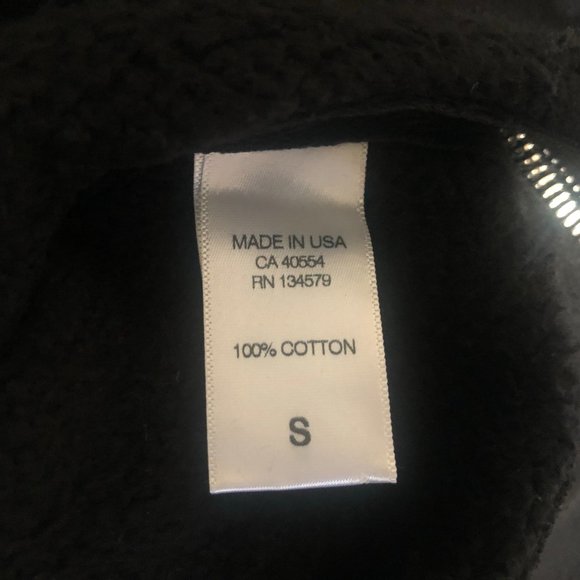 MADE IN USA
CA 40554
RN 134579
100% COTTON
S